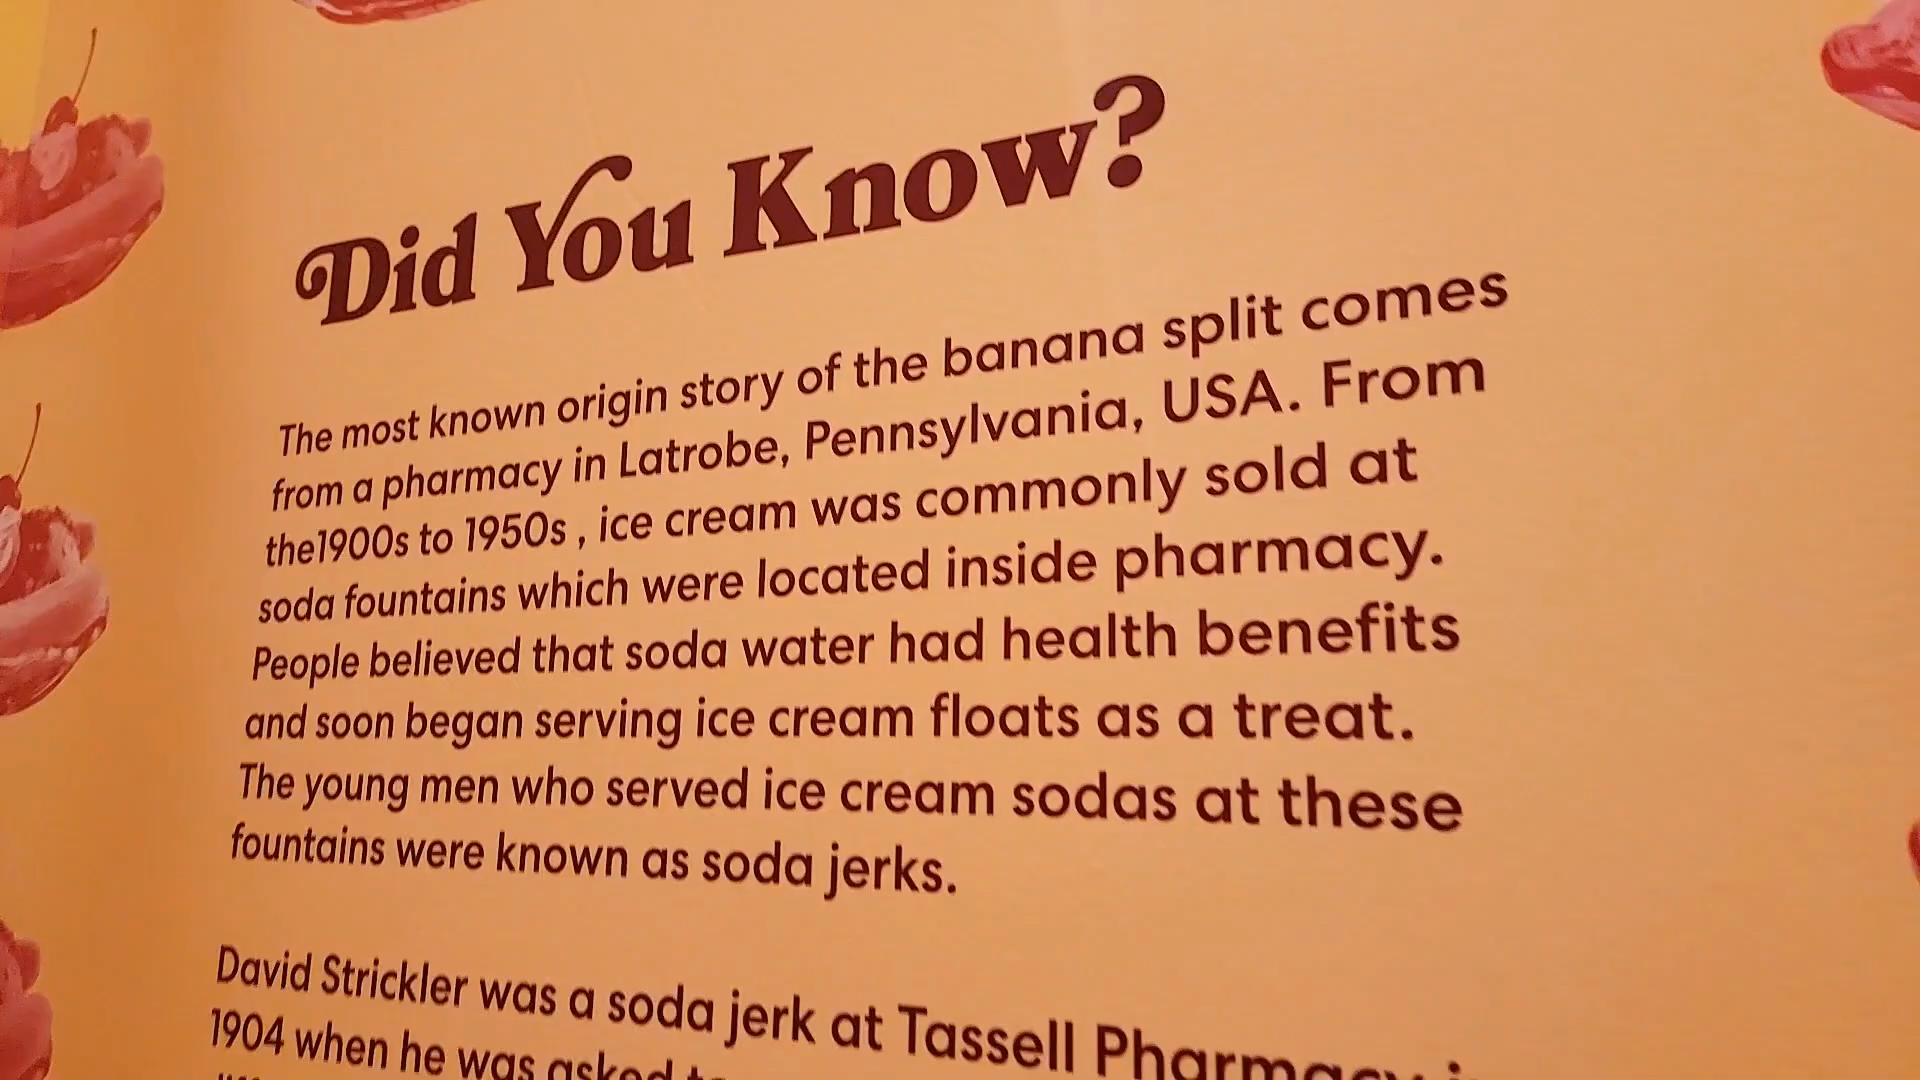 Did You Know?
The most known origin story of the banana split comes
from a pharmacy in Latrobe, Pennsylvania, USA. From
the1900s to 1950s , ice cream was commonly sold at
soda fountains which were located inside pharmacy.
People believed that soda water had health benefits
and soon began serving ice cream floats as a treat.
The young men who served ice cream sodas at these
fountains were known as soda jerks.
David Strickler was a soda jerk at Tassell Pharmacy
1904 when he was asked to